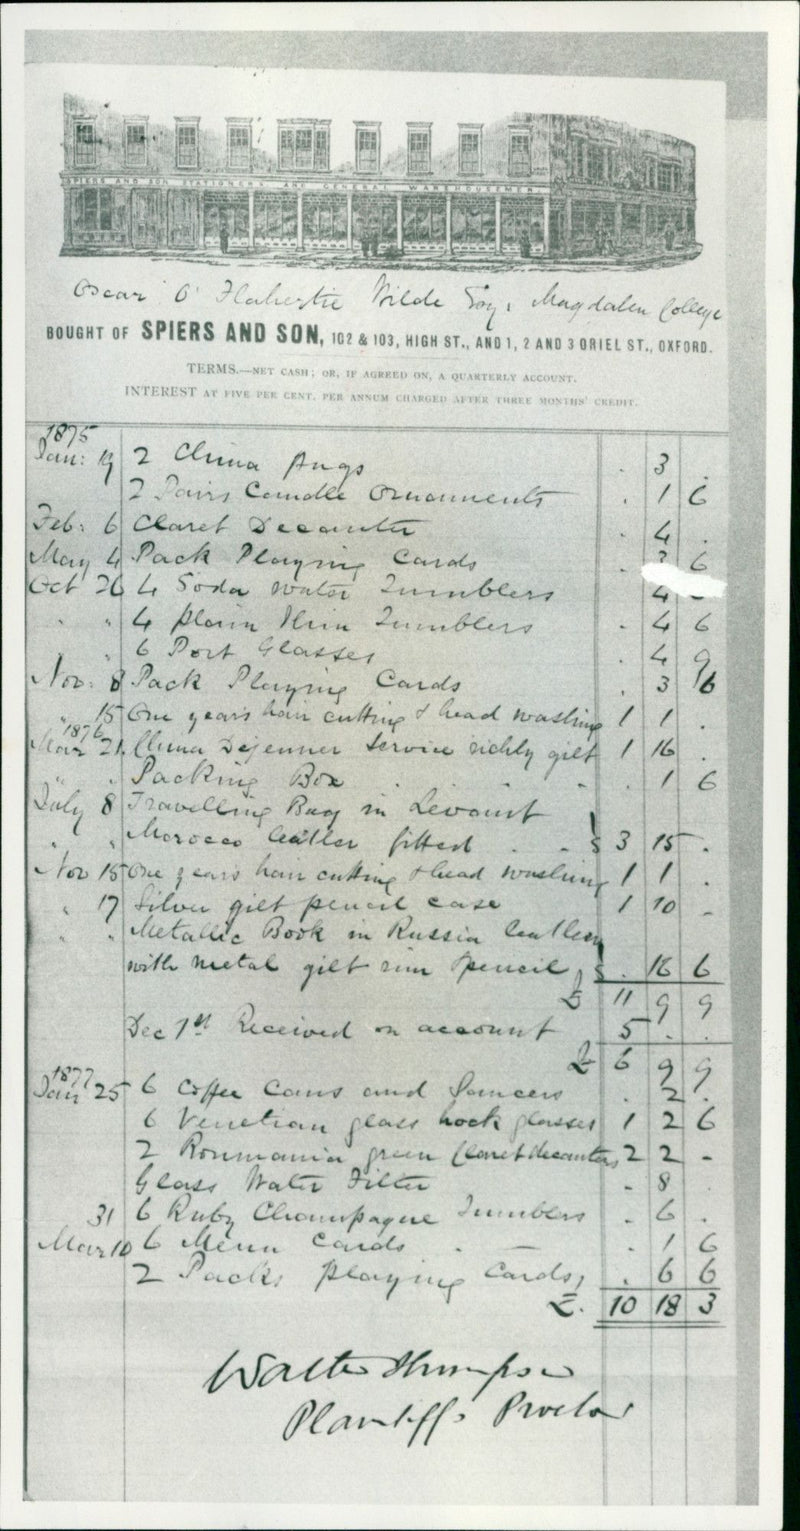 SPIERS AND SON STATIONERS AND GENERAL WAREHOUSEMEN
Oscar O'Flahertie Wilde Esq, Magdalen College
BOUGHT OF SPIERS AND SON, 102 & 103, HIGH ST., AND 1, 2 AND 3 ORIEL ST., OXFORD.
TERMS.—NET CASH; OR, IF AGREED ON, A QUARTERLY ACCOUNT.
INTEREST AT FIVE PER CENT. PER ANNUM CHARGED AFTER THREE MONTHS' CREDIT.
1875
Jan: 19 2 China Pugs . 3 .
2 Pairs Candle Ornaments . 1 6
Feb: 6 Claret Decanter . 4 .
May 4 Pack Playing Cards . 3 6
Oct 26 4 Soda Water Tumblers 4
" " 4 plain thin Tumblers . 4 6
" 6 Port Glasses . 4 9
Nov: 8 Pack Playing Cards . 3 6
" 15 One years hair cutting & head washing 1 1 .
1876
Mar 21. China Dejeuner Service richly gilt 1 16 .
" " Packing Box . . . . 1 6
July 8 Travelling Bag in Levant
" " Morocco leather fitted . . 3 15 .
Nov 15 One years hair cutting & head washing 1 1 .
" 17 Silver gilt pencil case 1 10 -
" " Metallic Book in Russia leather
with metal gilt rim & pencil . 16 6
£ 11 9 9
Dec 1st Received on account 5 . .
£ 6 9 9
1877
Jan 25 6 Coffee Cans and Saucers . 2 .
6 Venetian glass hock glasses 1 2 6
2 Roumania green Claret decanters 2 2 -
Glass Water Filter - 8 .
31 6 Ruby Champagne Tumblers . 6 .
Mar 10 6 Menu Cards . — . 1 6
2 Packs playing Cards, . 6 6
£. 10 18 3
Walter Thompson
Plaintiffs Proctor